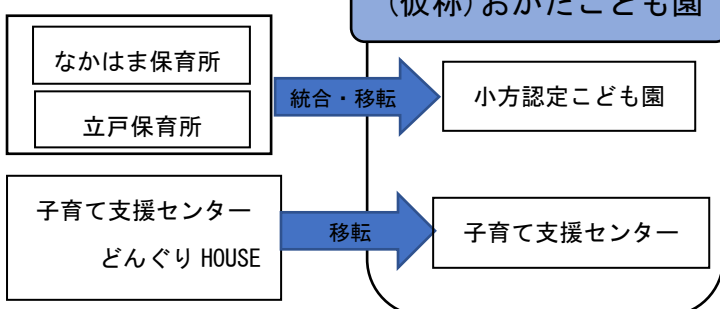 (仮称)おがたこども園
なかはま保育所
立戸保育所
統合・移転
小方認定こども園
子育て支援センター
どんぐり HOUSE
移転
子育て支援センター